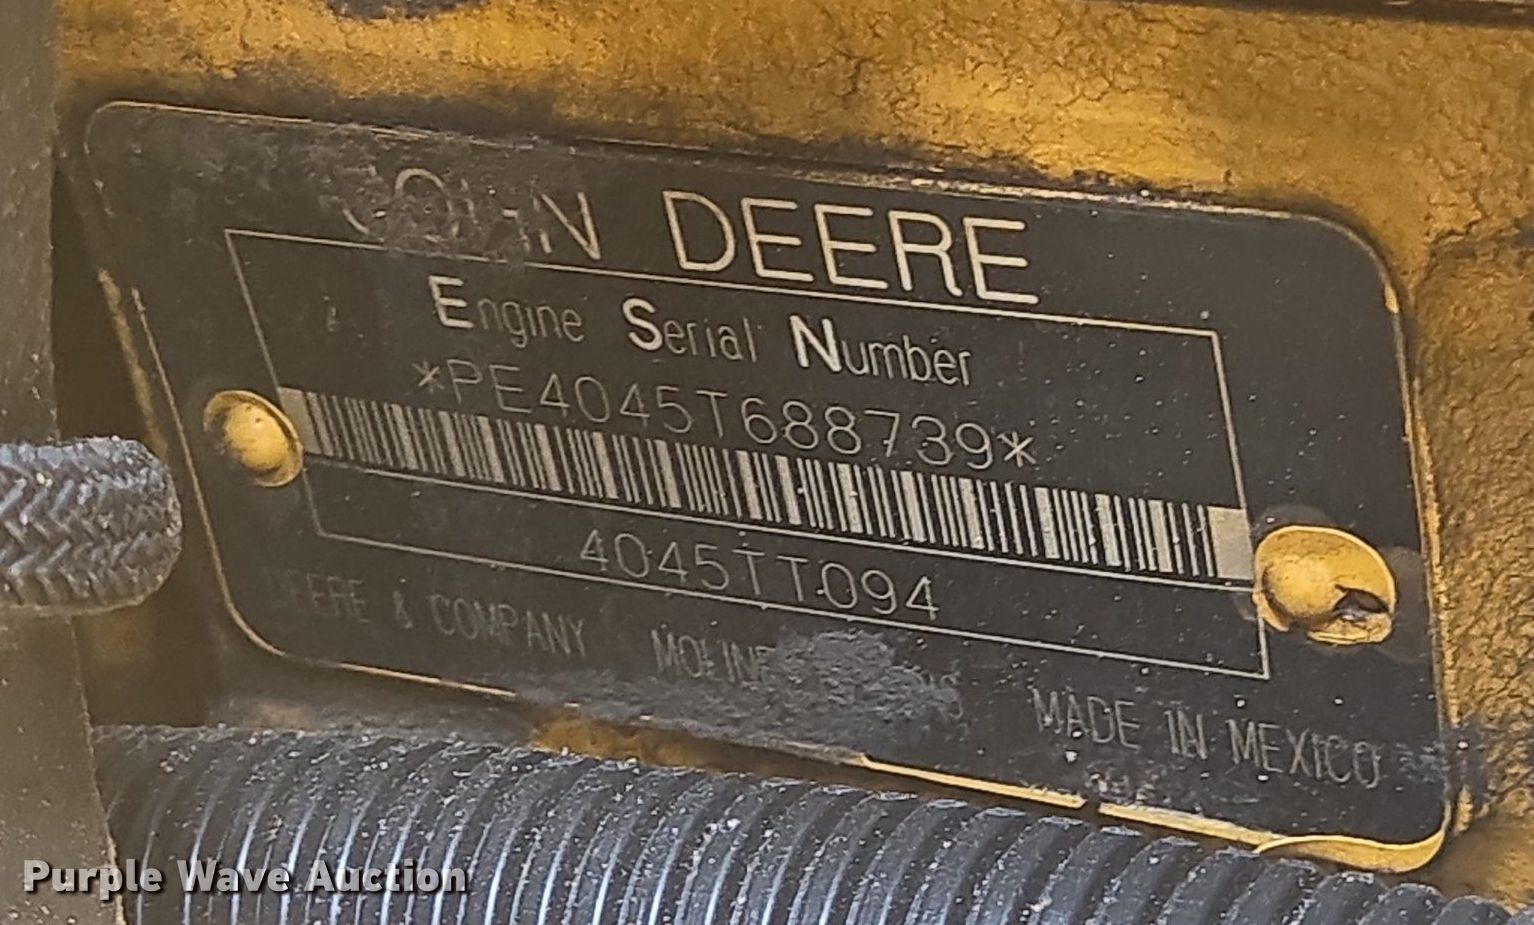 JOHN DEERE
Engine Serial Number
*PE4045T688739*
4045TT094
DEERE & COMPANY MOLINE MADE IN MEXICO
Purple Wave Auction